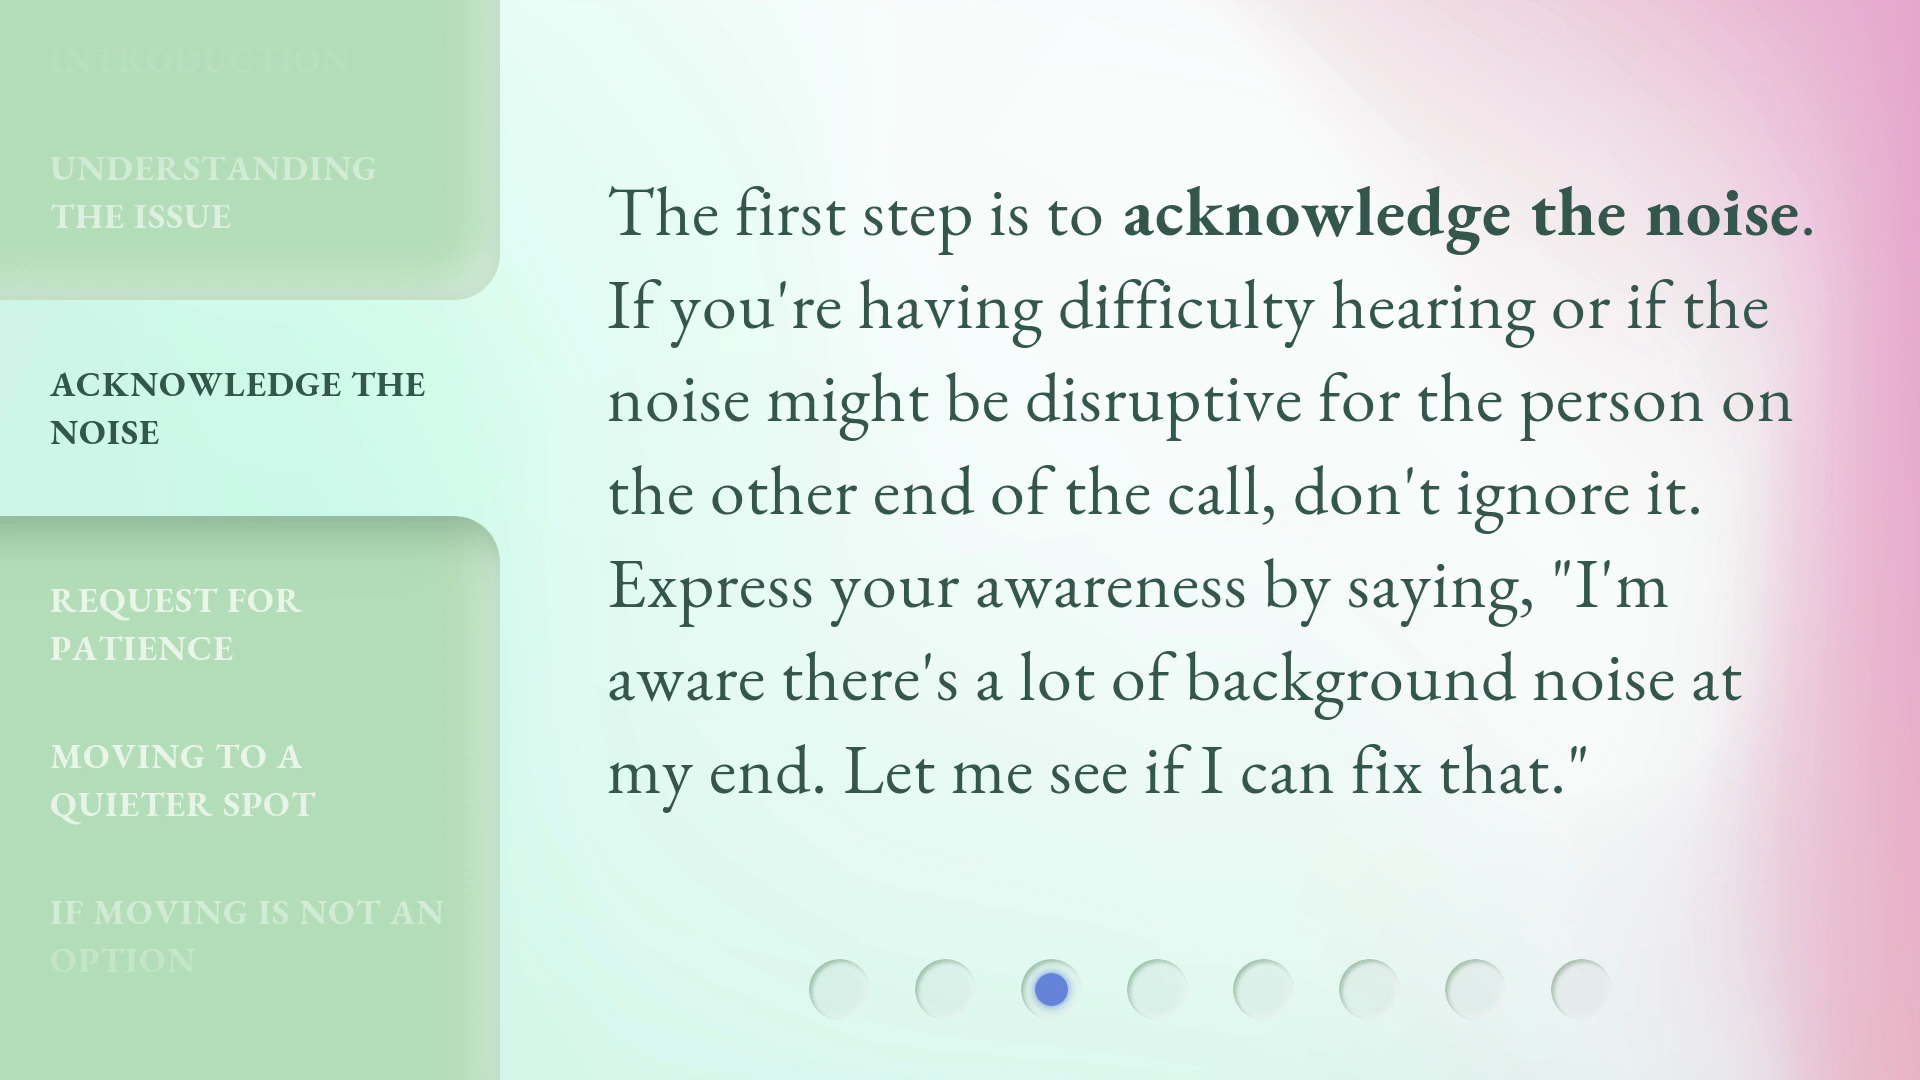 INTRODUCTION
UNDERSTANDING
THE ISSUE
ACKNOWLEDGE THE
NOISE
REQUEST FOR
PATIENCE
MOVING TO A
QUIETER SPOT
IF MOVING IS NOT AN
OPTION
The first step is to acknowledge the noise.
If you're having difficulty hearing or if the
noise might be disruptive for the person on
the other end of the call, don't ignore it.
Express your awareness by saying, "I'm
aware there's a lot of background noise at
my end. Let me see if I can fix that."